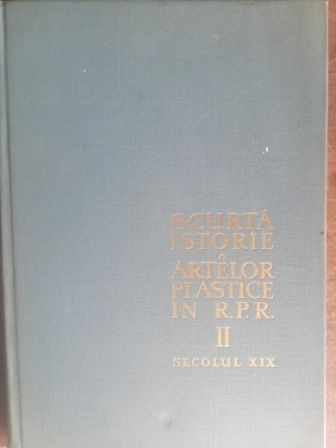 SCURTĂ
ISTORIE
A
ARTELOR
PLASTICE
ÎN R.P.R.
II
SECOLUL XIX